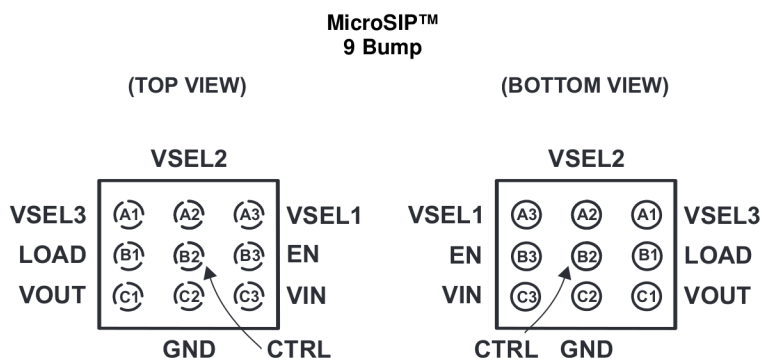 MicroSIP™
9 Bump
(TOP VIEW)
VSEL2
VSEL3 A1 A2 A3 VSEL1
LOAD B1 B2 B3 EN
VOUT C1 C2 C3 VIN
GND CTRL
(BOTTOM VIEW)
VSEL2
VSEL1 A3 A2 A1 VSEL3
EN B3 B2 B1 LOAD
VIN C3 C2 C1 VOUT
CTRL GND